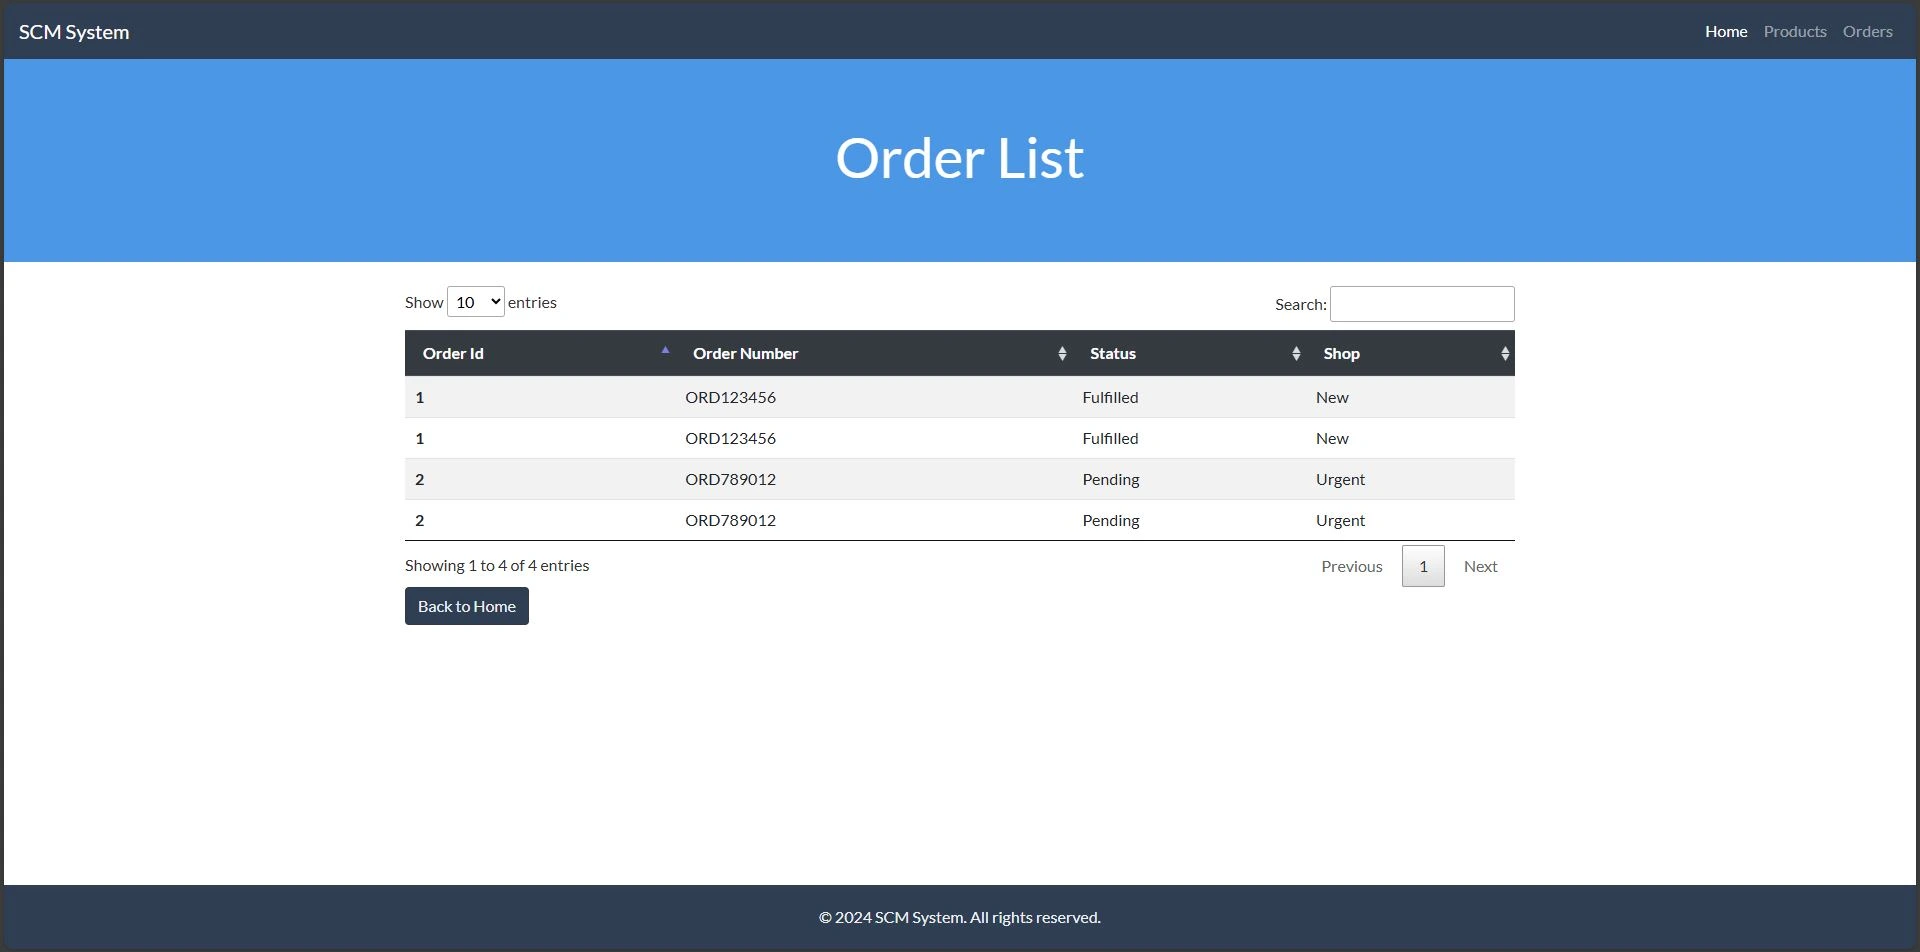 SCM System Home Products Orders
Order List
Show 10 entries Search:
Order Id Order Number Status Shop
1 ORD123456 Fulfilled New
1 ORD123456 Fulfilled New
2 ORD789012 Pending Urgent
2 ORD789012 Pending Urgent
Showing 1 to 4 of 4 entries Previous 1 Next
Back to Home
© 2024 SCM System. All rights reserved.